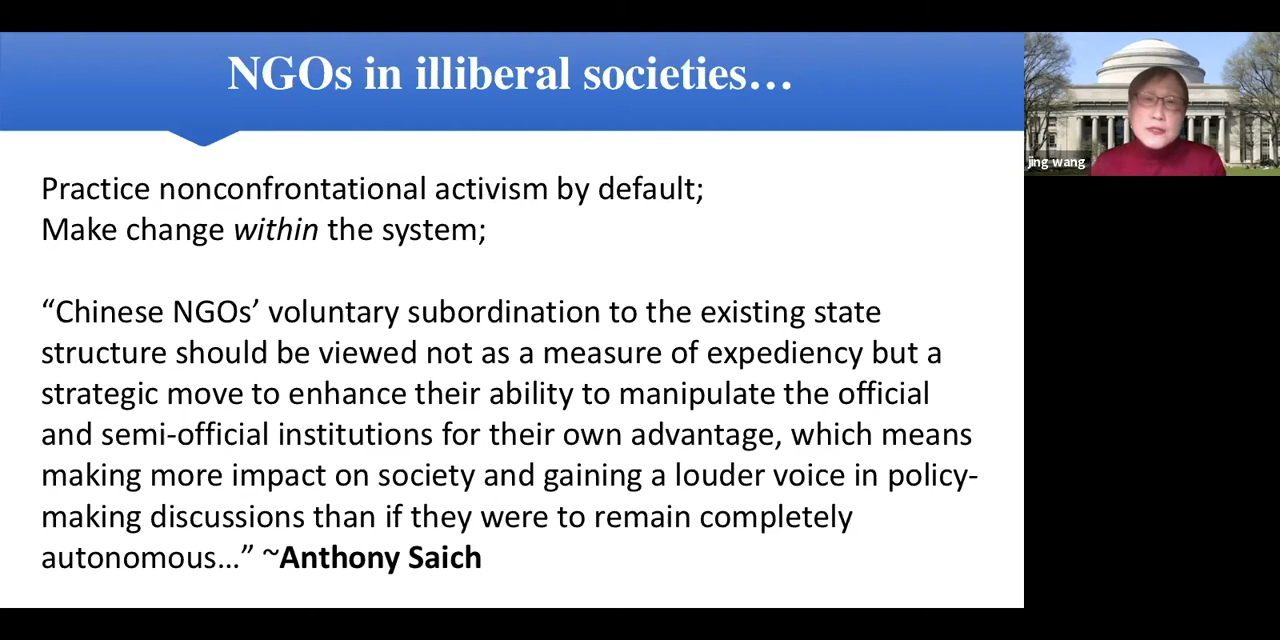 NGOs in illiberal societies…
Practice nonconfrontational activism by default;
Make change within the system;
“Chinese NGOs’ voluntary subordination to the existing state
structure should be viewed not as a measure of expediency but a
strategic move to enhance their ability to manipulate the official
and semi-official institutions for their own advantage, which means
making more impact on society and gaining a louder voice in policy-
making discussions than if they were to remain completely
autonomous…” ~Anthony Saich
jing wang